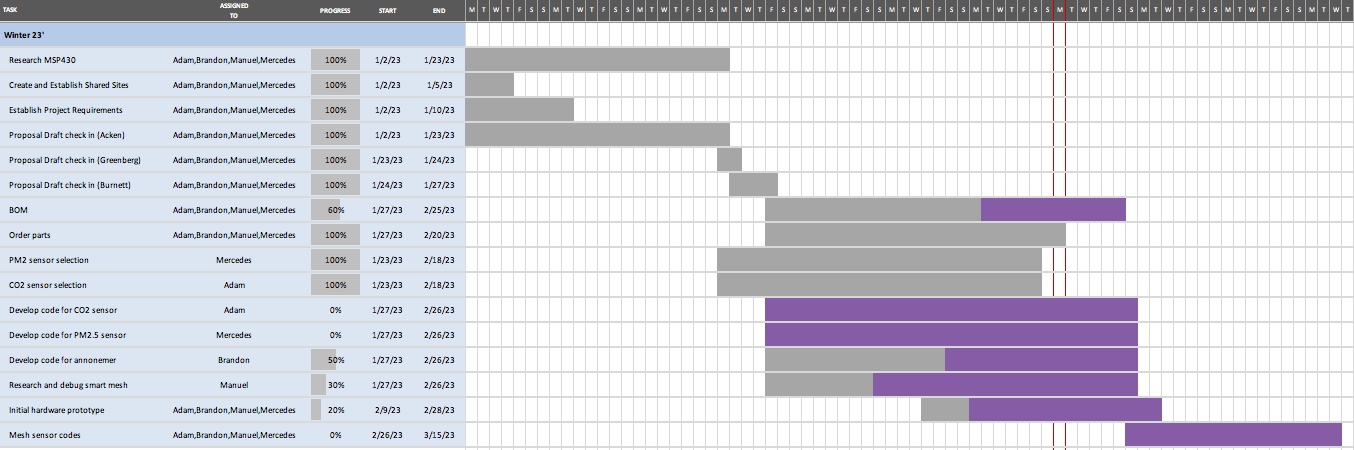 TASK ASSIGNED TO PROGRESS START END M T W T F S S M T W T F S S M T W T F S S M T W T F S S M T W T F S S M T W T F S S M T W T F S S M T W T F S S M T W T F S S M T W T F S S M T W T
Winter 23'
Research MSP430 Adam,Brandon,Manuel,Mercedes 100% 1/2/23 1/23/23
Create and Establish Shared Sites Adam,Brandon,Manuel,Mercedes 100% 1/2/23 1/5/23
Establish Project Requirements Adam,Brandon,Manuel,Mercedes 100% 1/2/23 1/10/23
Proposal Draft check in (Acken) Adam,Brandon,Manuel,Mercedes 100% 1/2/23 1/23/23
Proposal Draft check in (Greenberg) Adam,Brandon,Manuel,Mercedes 100% 1/23/23 1/24/23
Proposal Draft check in (Burnett) Adam,Brandon,Manuel,Mercedes 100% 1/24/23 1/27/23
BOM Adam,Brandon,Manuel,Mercedes 60% 1/27/23 2/25/23
Order parts Adam,Brandon,Manuel,Mercedes 100% 1/27/23 2/20/23
PM2 sensor selection Mercedes 100% 1/23/23 2/18/23
CO2 sensor selection Adam 100% 1/23/23 2/18/23
Develop code for CO2 sensor Adam 0% 1/27/23 2/26/23
Develop code for PM2.5 sensor Mercedes 0% 1/27/23 2/26/23
Develop code for annonemer Brandon 50% 1/27/23 2/26/23
Research and debug smart mesh Manuel 30% 1/27/23 2/26/23
Initial hardware prototype Adam,Brandon,Manuel,Mercedes 20% 2/9/23 2/28/23
Mesh sensor codes Adam,Brandon,Manuel,Mercedes 0% 2/26/23 3/15/23